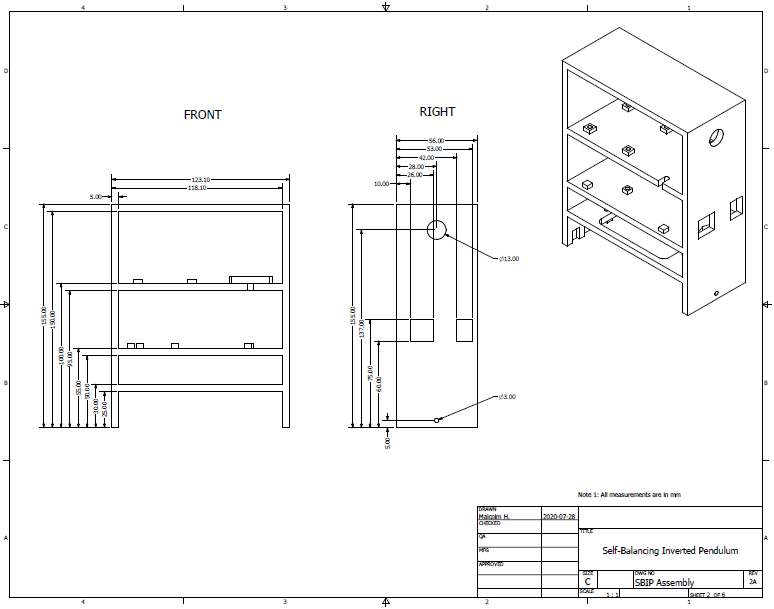 4 3 2 1
D D
FRONT
RIGHT
56.00
53.00
42.00
28.00
26.00
10.00
123.10
118.10
5.00
C C
∅13.00
155.00
150.00
100.00
95.00
55.00
50.00
30.00
25.00
155.00
137.00
75.00
60.00
5.00
∅3.00
B B
Note 1: All measurements are in mm
DRAWN
Malcolm H. 2020-07-28
CHECKED
QA
MFG
APPROVED
TITLE
Self-Balancing Inverted Pendulum
A A
SIZE
C
DWG NO
SBIP Assembly
REV
2A
SCALE
1 : 1
SHEET 2 OF 6
4 3 2 1